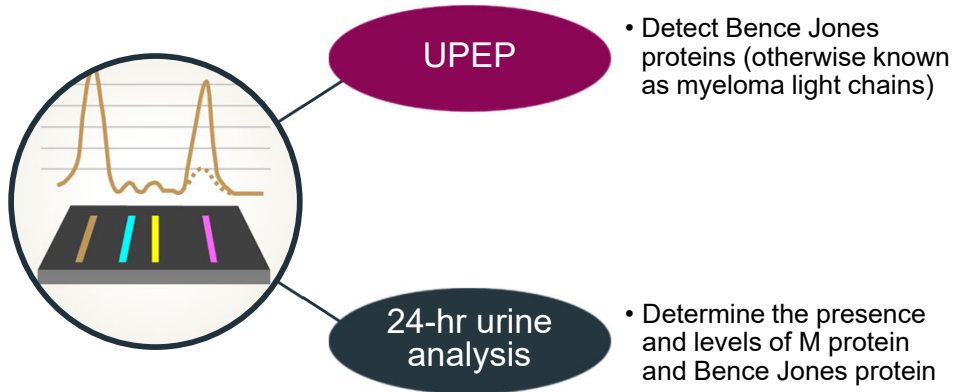 UPEP
• Detect Bence Jones
proteins (otherwise known
as myeloma light chains)
24-hr urine
analysis
• Determine the presence
and levels of M protein
and Bence Jones protein